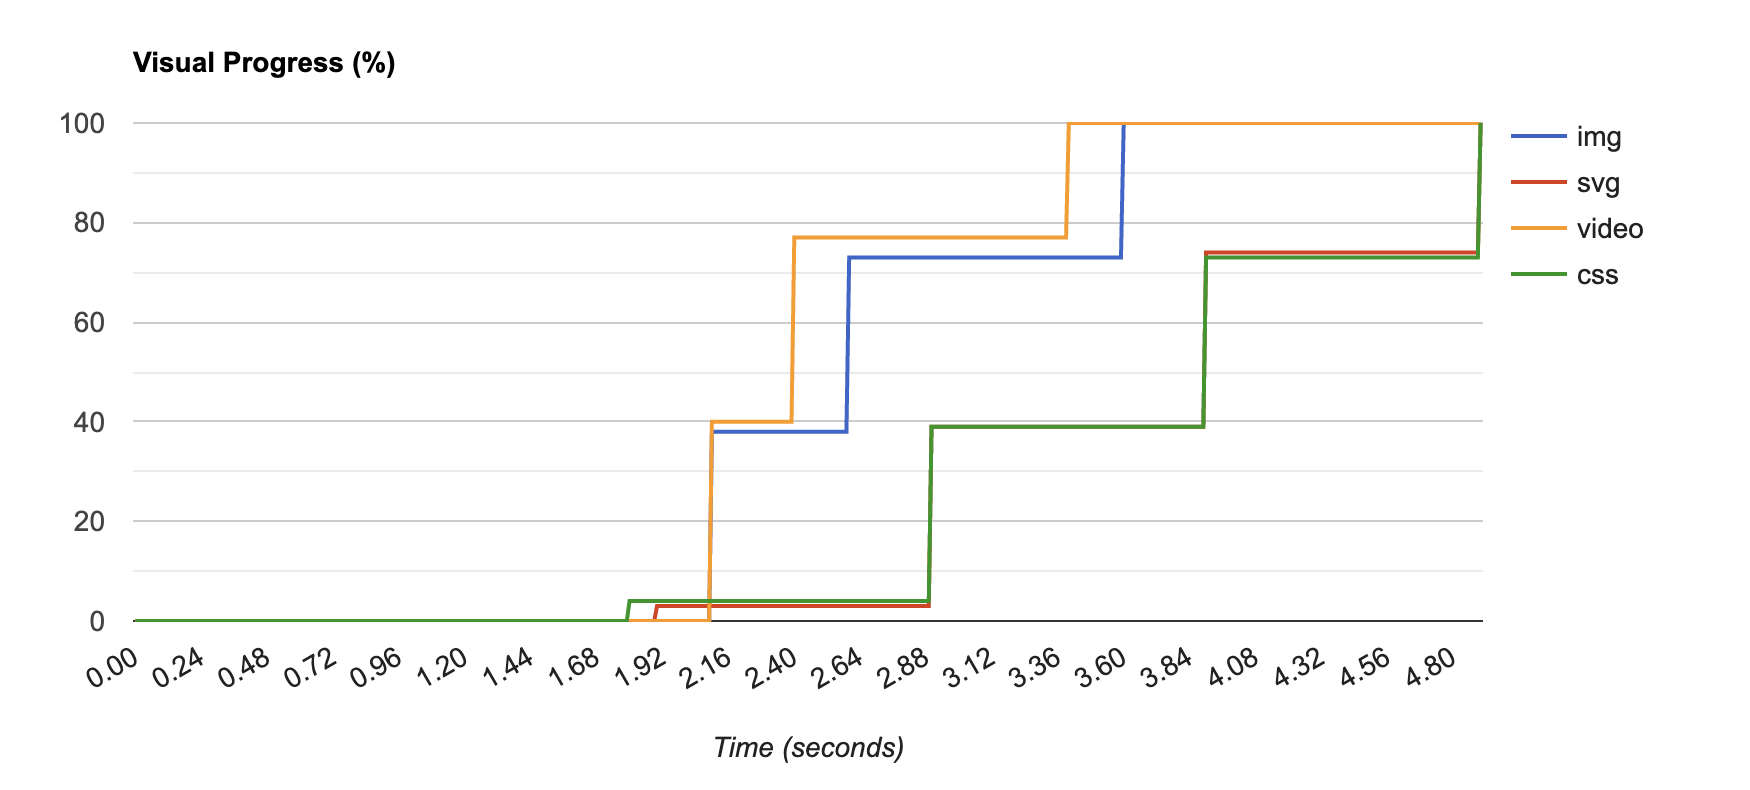 Visual Progress (%)
100
80
60
40
20
0
img
svg
video
css
0.00 0.24 0.48 0.72 0.96 1.20 1.44 1.68 1.92 2.16 2.40 2.64 2.88 3.12 3.36 3.60 3.84 4.08 4.32 4.56 4.80
Time (seconds)